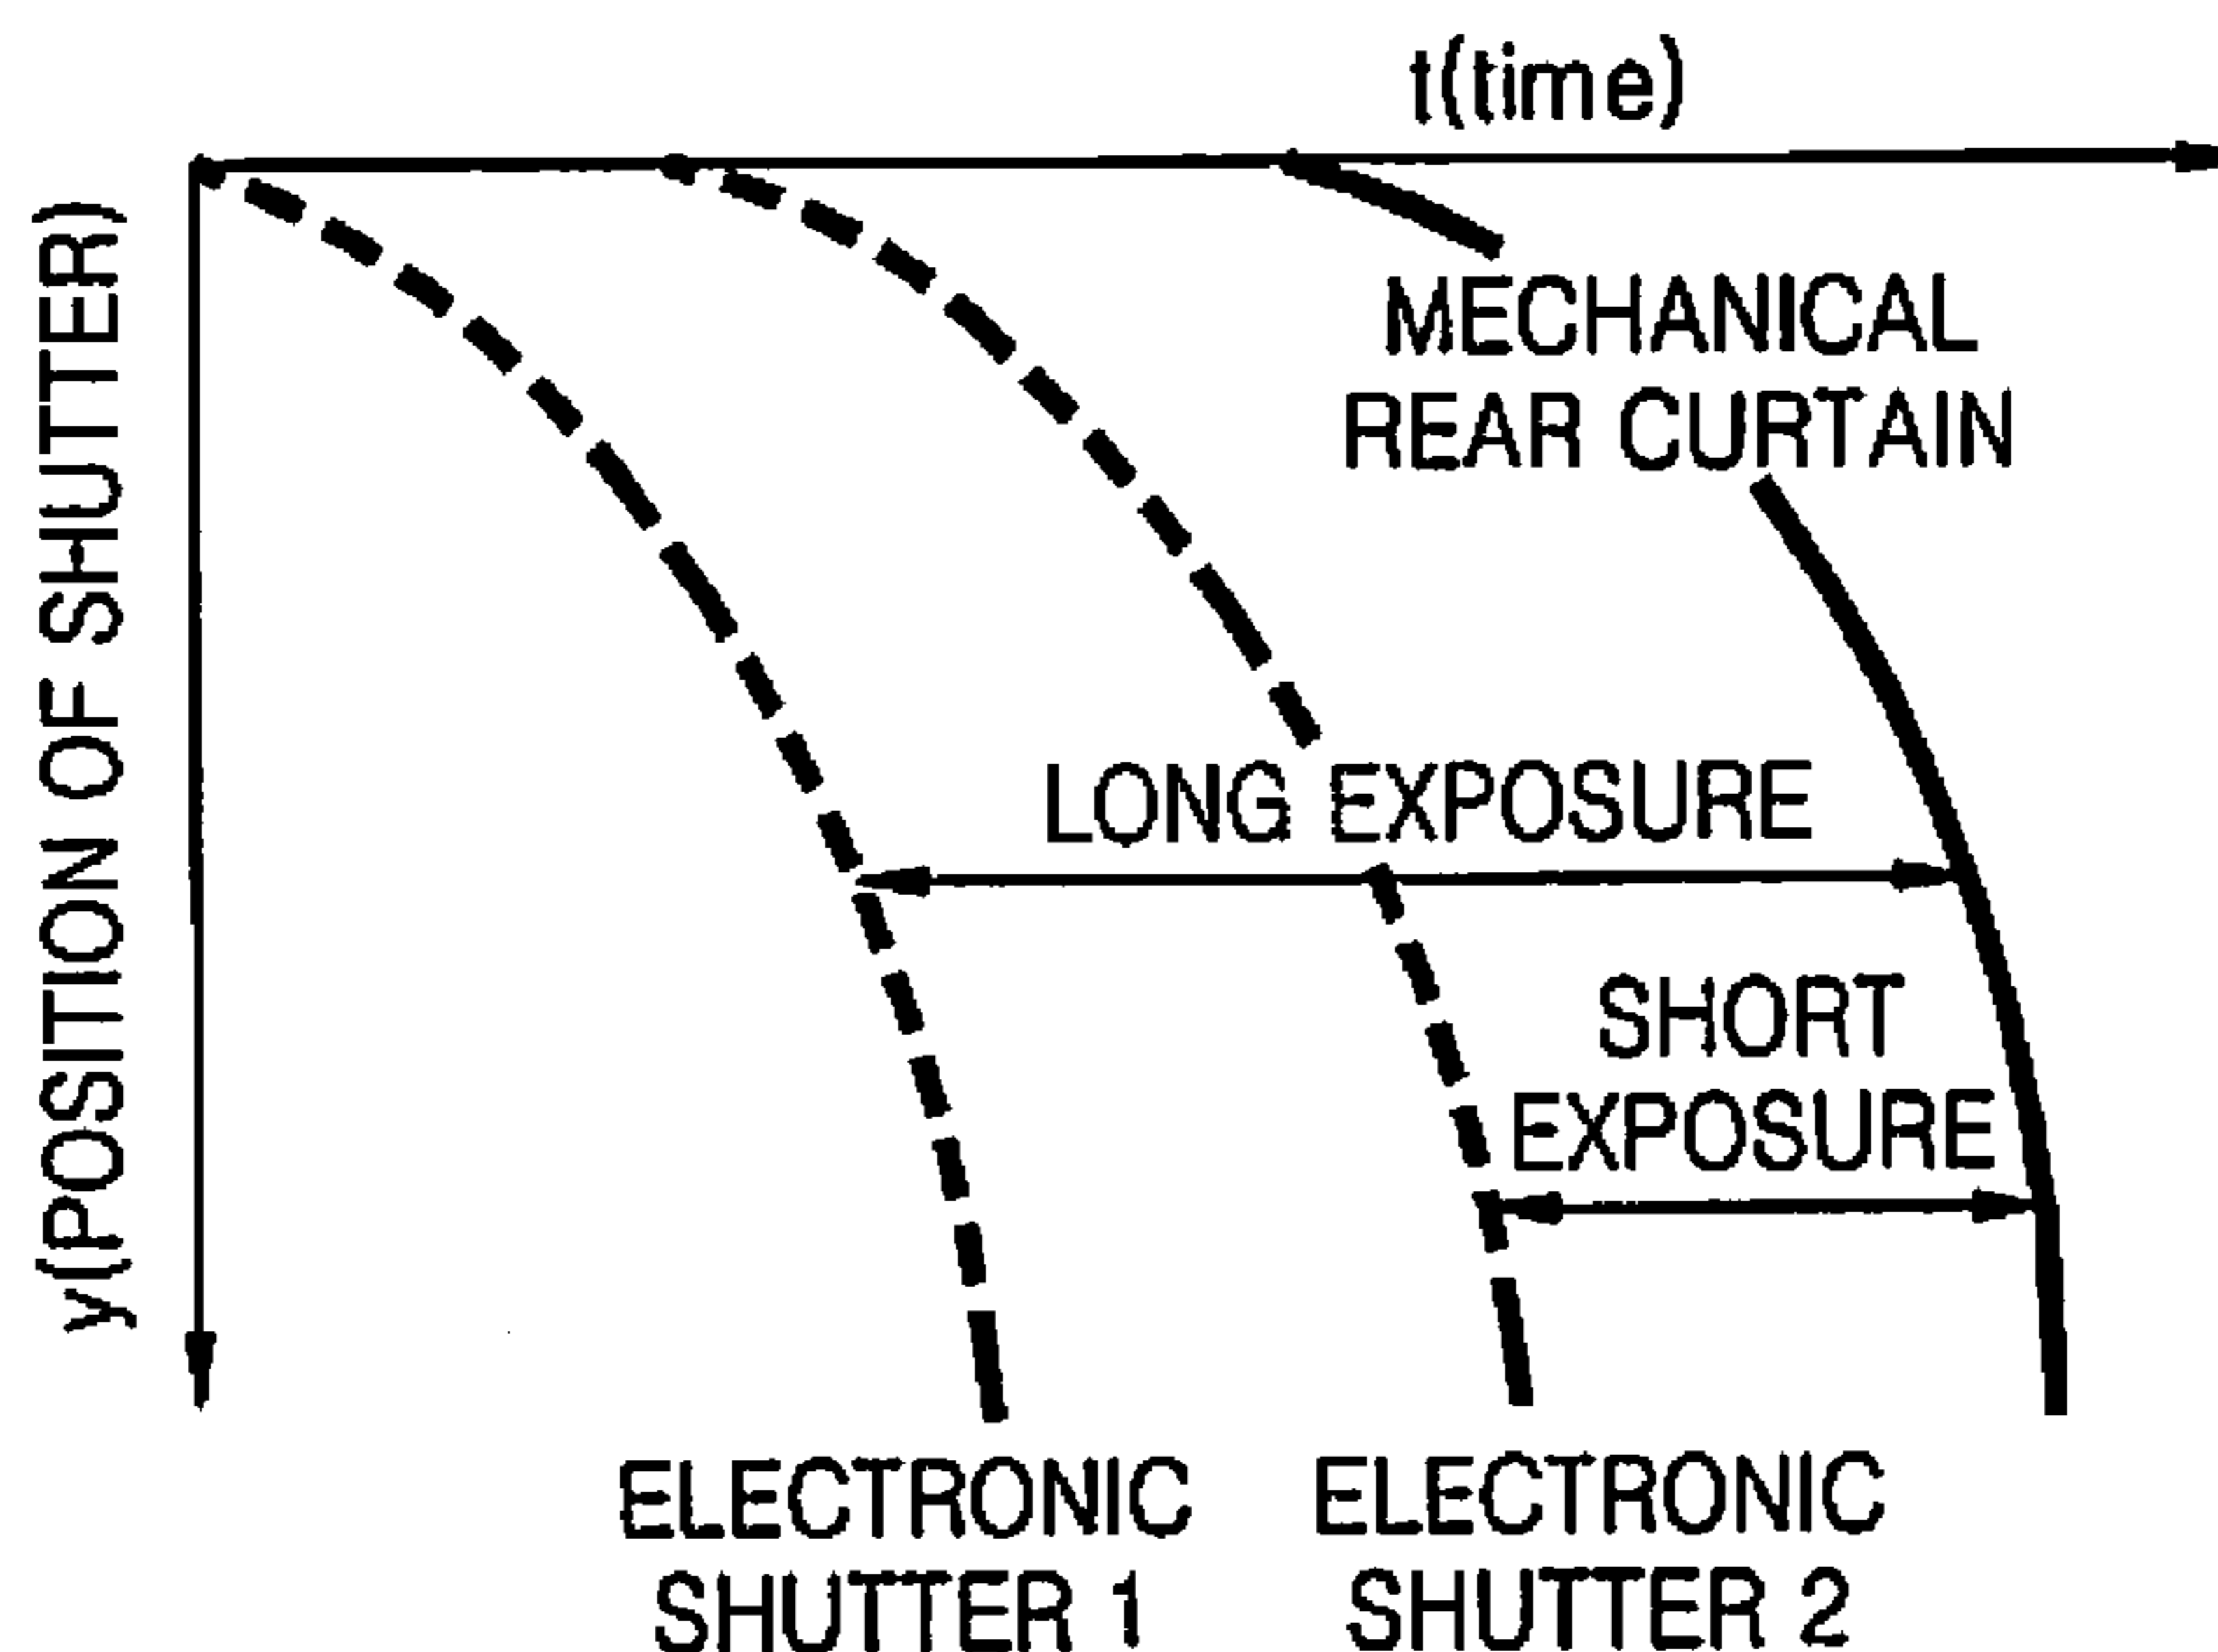 t(time)
y(POSITION OF SHUTTER)
MECHANICAL
REAR CURTAIN
LONG EXPOSURE
SHORT
EXPOSURE
ELECTRONIC
SHUTTER 1
ELECTRONIC
SHUTTER 2